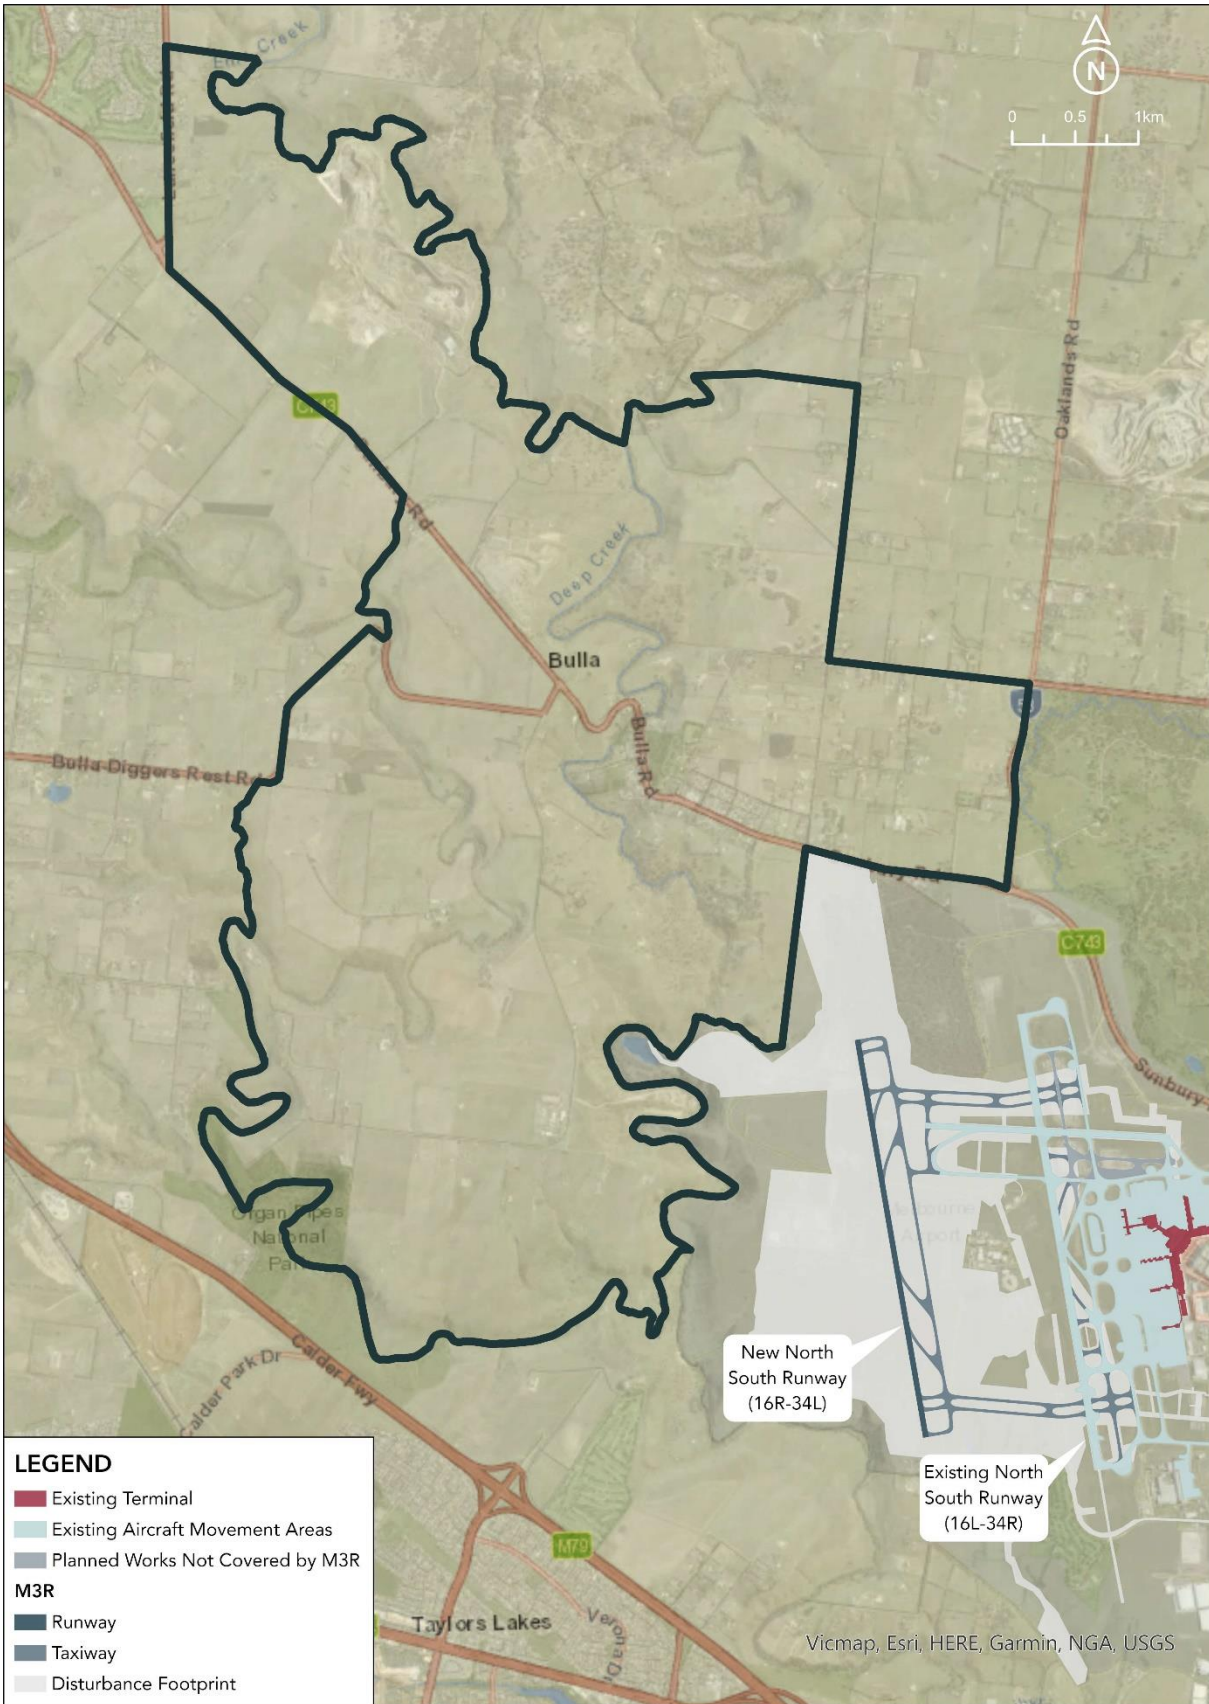 Creek
N
0 0.5 1km
Oaklands Rd
Rd
Deep Creek
Bulla
Bulla Rd
Bulla-Diggers Rest Rd
C743
Sunbury
Organ Pipes
National
Park
Calder Fwy
Calder Park Dr
New North
South Runway
(16R-34L)
Existing North
South Runway
(16L-34R)
M79
Taylors Lakes
Verona Dr
Vicmap, Esri, HERE, Garmin, NGA, USGS
LEGEND
Existing Terminal
Existing Aircraft Movement Areas
Planned Works Not Covered by M3R
M3R
Runway
Taxiway
Disturbance Footprint